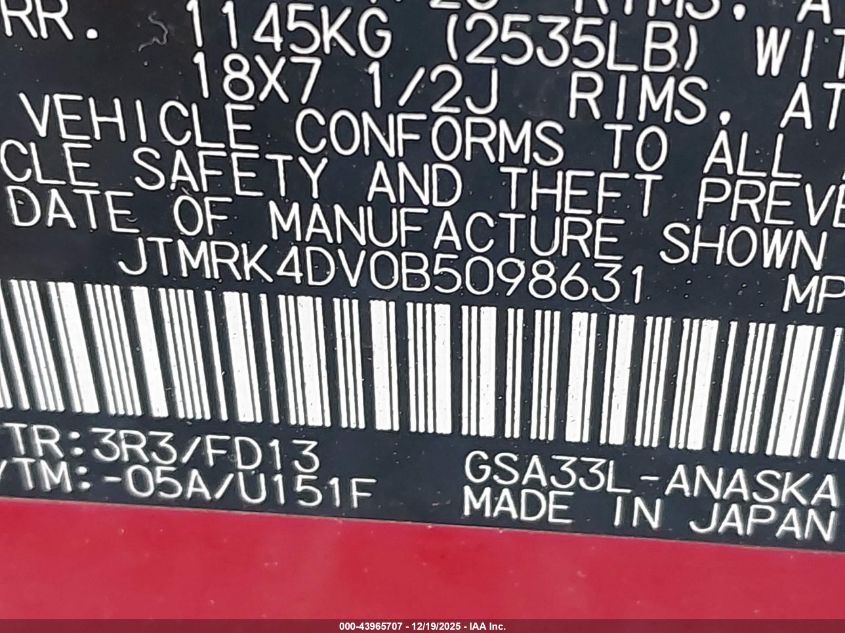 RR. 1145KG (2535LB) WIT
18X7 1/2J RIMS, AT
VEHICLE CONFORMS TO ALL
CLE SAFETY AND THEFT PREVE
DATE OF MANUFACTURE SHOWN
JTMRK4DV0B5098631 MP
TR:3R3/FD13
/TM:-05A/U151F
GSA33L-ANASKA
MADE IN JAPAN
000-43965707 - 12/19/2025 - IAA Inc.